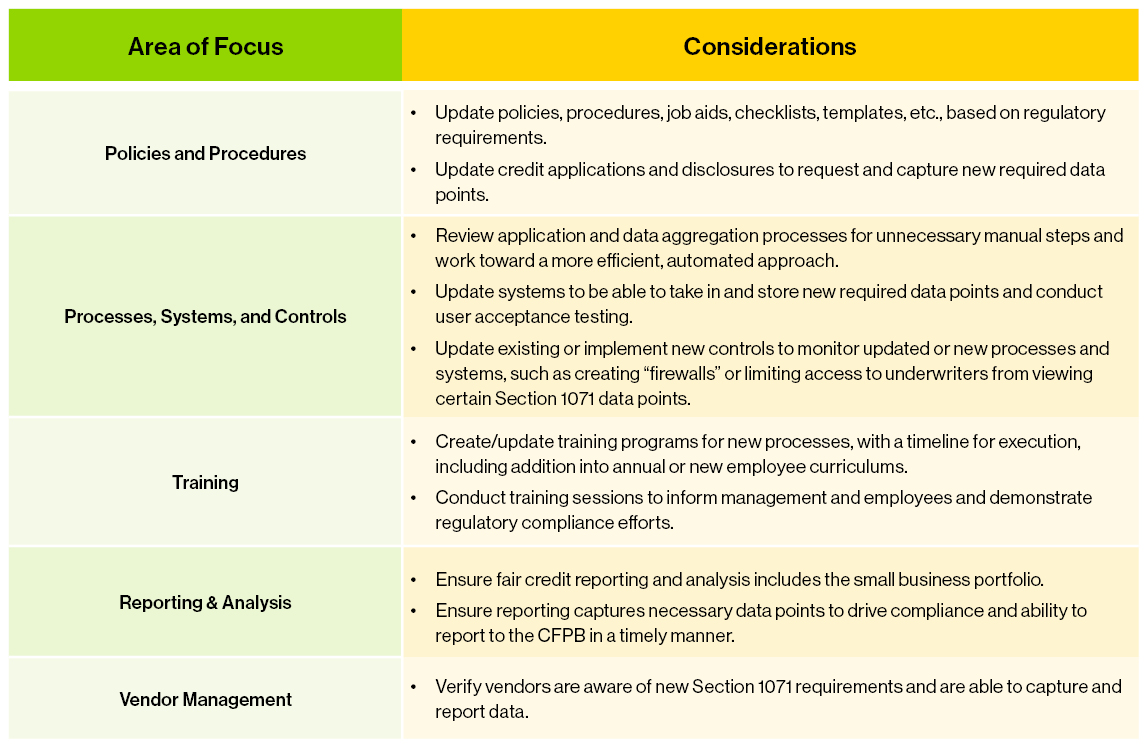 Area of Focus
Considerations
Policies and Procedures
• Update policies, procedures, job aids, checklists, templates, etc., based on regulatory
requirements.
• Update credit applications and disclosures to request and capture new required data
points.
Processes, Systems, and Controls
• Review application and data aggregation processes for unnecessary manual steps and
work toward a more efficient, automated approach.
• Update systems to be able to take in and store new required data points and conduct
user acceptance testing.
• Update existing or implement new controls to monitor updated or new processes and
systems, such as creating “firewalls” or limiting access to underwriters from viewing
certain Section 1071 data points.
Training
• Create/update training programs for new processes, with a timeline for execution,
including addition into annual or new employee curriculums.
• Conduct training sessions to inform management and employees and demonstrate
regulatory compliance efforts.
Reporting & Analysis
• Ensure fair credit reporting and analysis includes the small business portfolio.
• Ensure reporting captures necessary data points to drive compliance and ability to
report to the CFPB in a timely manner.
Vendor Management
• Verify vendors are aware of new Section 1071 requirements and are able to capture and
report data.